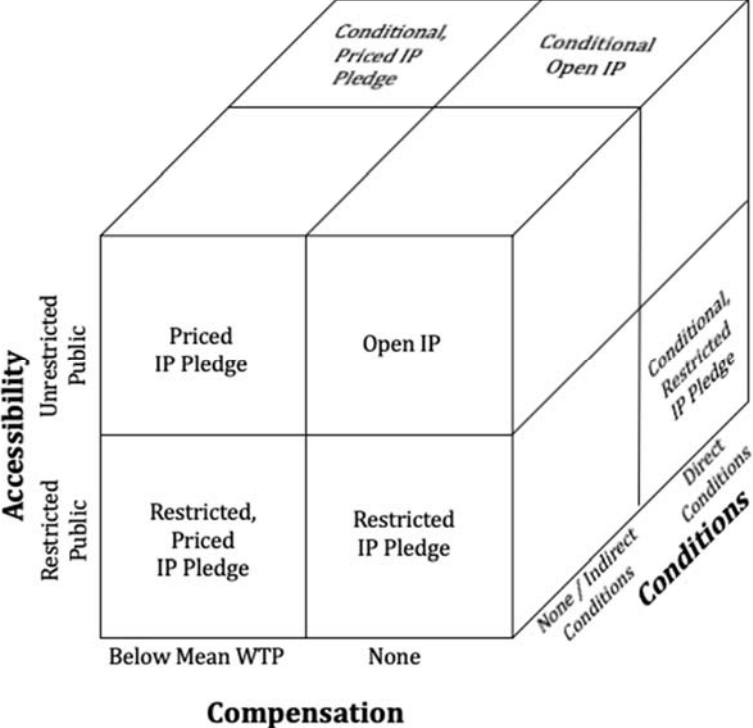 Conditional,
Priced IP
Pledge
Conditional
Open IP
Accessibility
Unrestricted
Public
Restricted
Public
Priced
IP Pledge
Open IP
Restricted,
Priced
IP Pledge
Restricted
IP Pledge
Conditional,
Restricted
IP Pledge
Below Mean WTP
None
Compensation
None / Indirect
Conditions
Direct
Conditions
Conditions